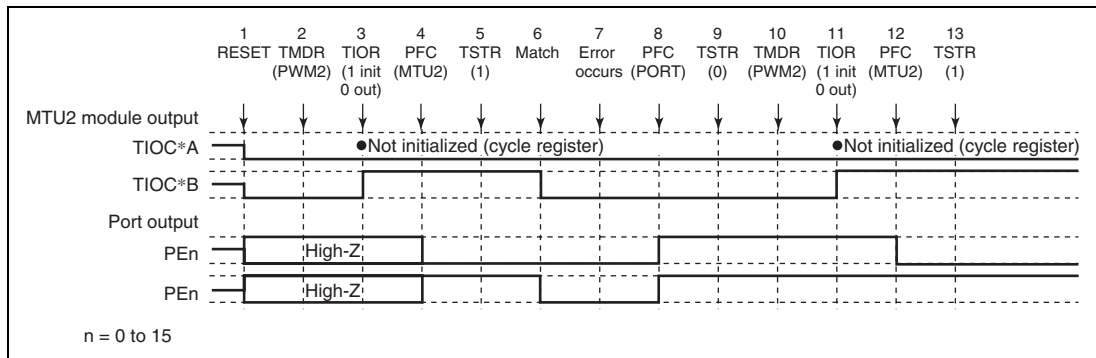 1 2 3 4 5 6 7 8 9 10 11 12 13
RESET TMDR TIOR PFC TSTR Match Error PFC TSTR TMDR TIOR PFC TSTR
(PWM2) (1 init (MTU2) (1) occurs (PORT) (0) (PWM2) (1 init (MTU2) (1)
0 out) 0 out)
MTU2 module output
TIOC*A ●Not initialized (cycle register) ●Not initialized (cycle register)
TIOC*B
Port output
PEn High-Z
PEn High-Z
n = 0 to 15